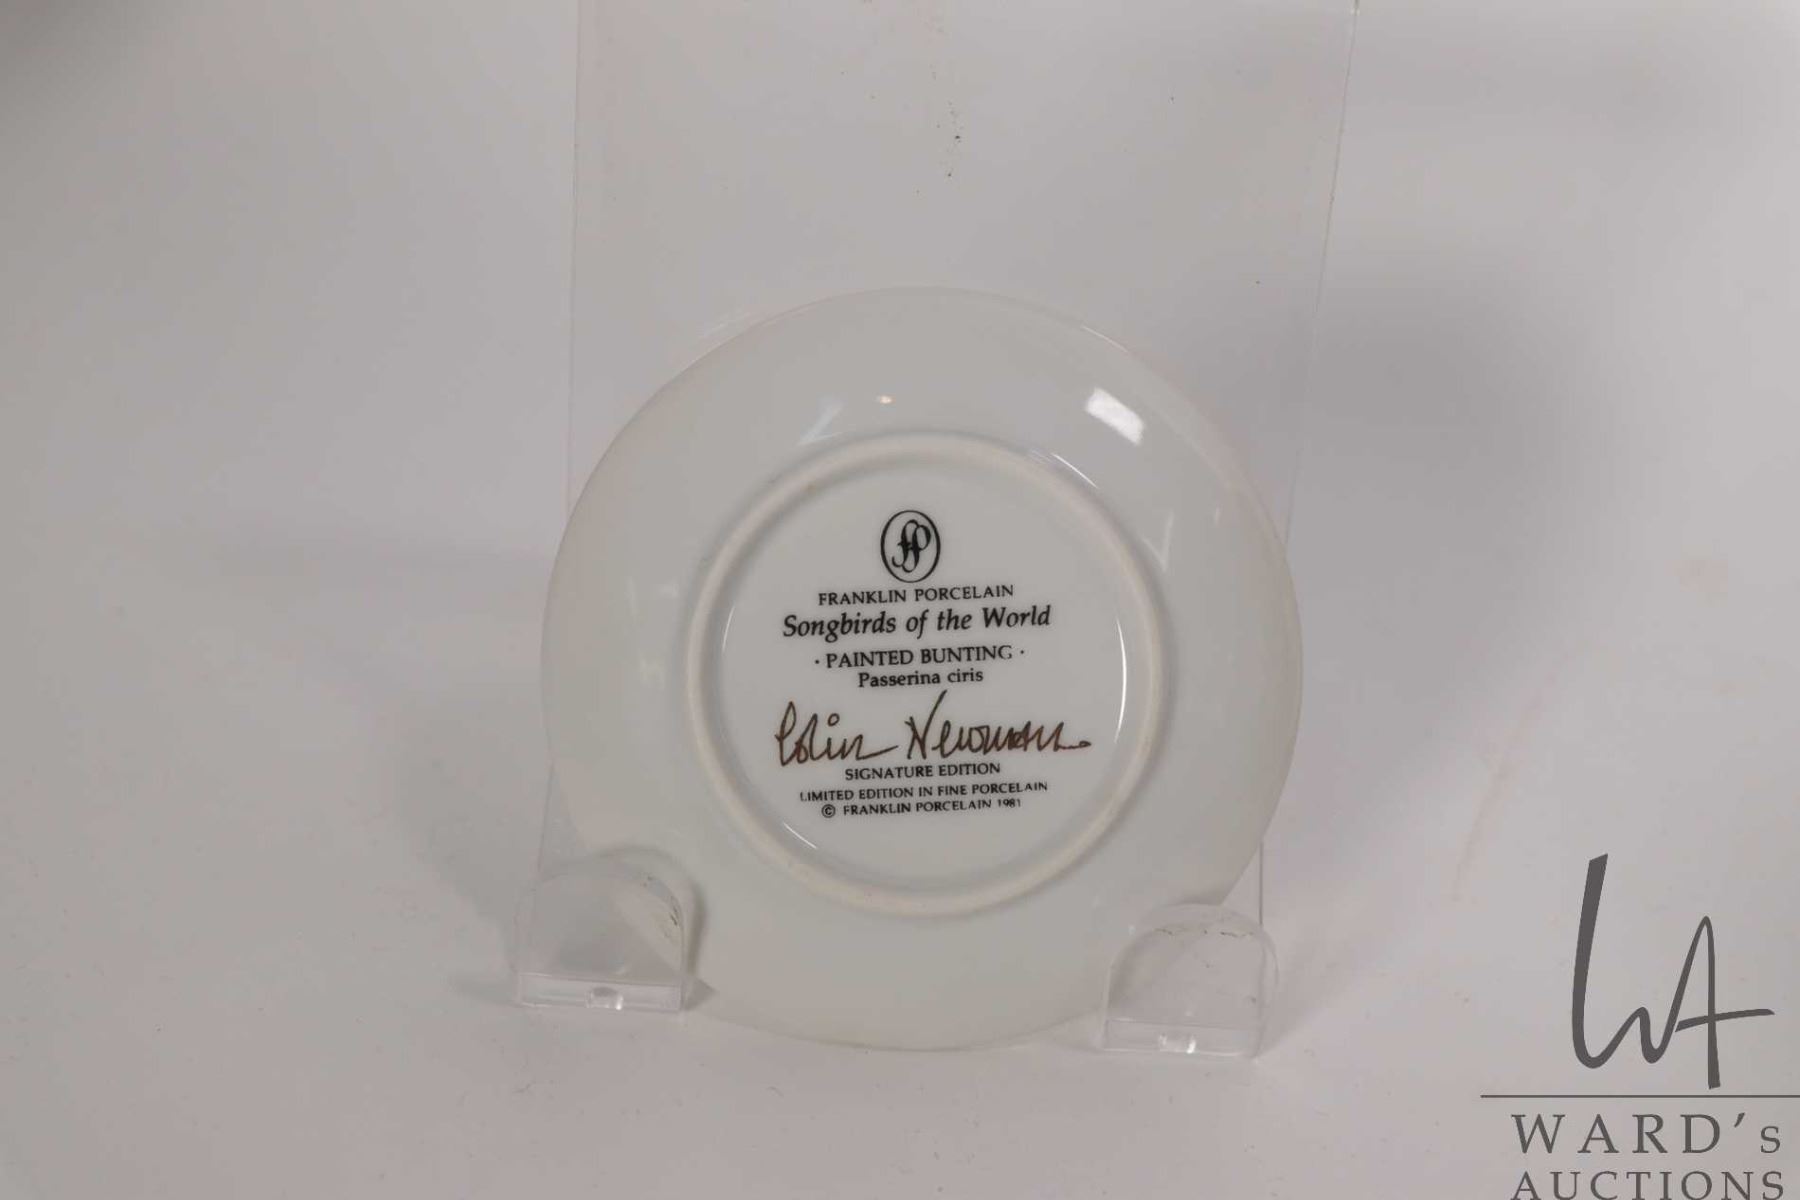 FP
FRANKLIN PORCELAIN
Songbirds of the World
· PAINTED BUNTING ·
Passerina ciris
Colin Newman
SIGNATURE EDITION
LIMITED EDITION IN FINE PORCELAIN
© FRANKLIN PORCELAIN 1981
WA
WARD's
AUCTIONS